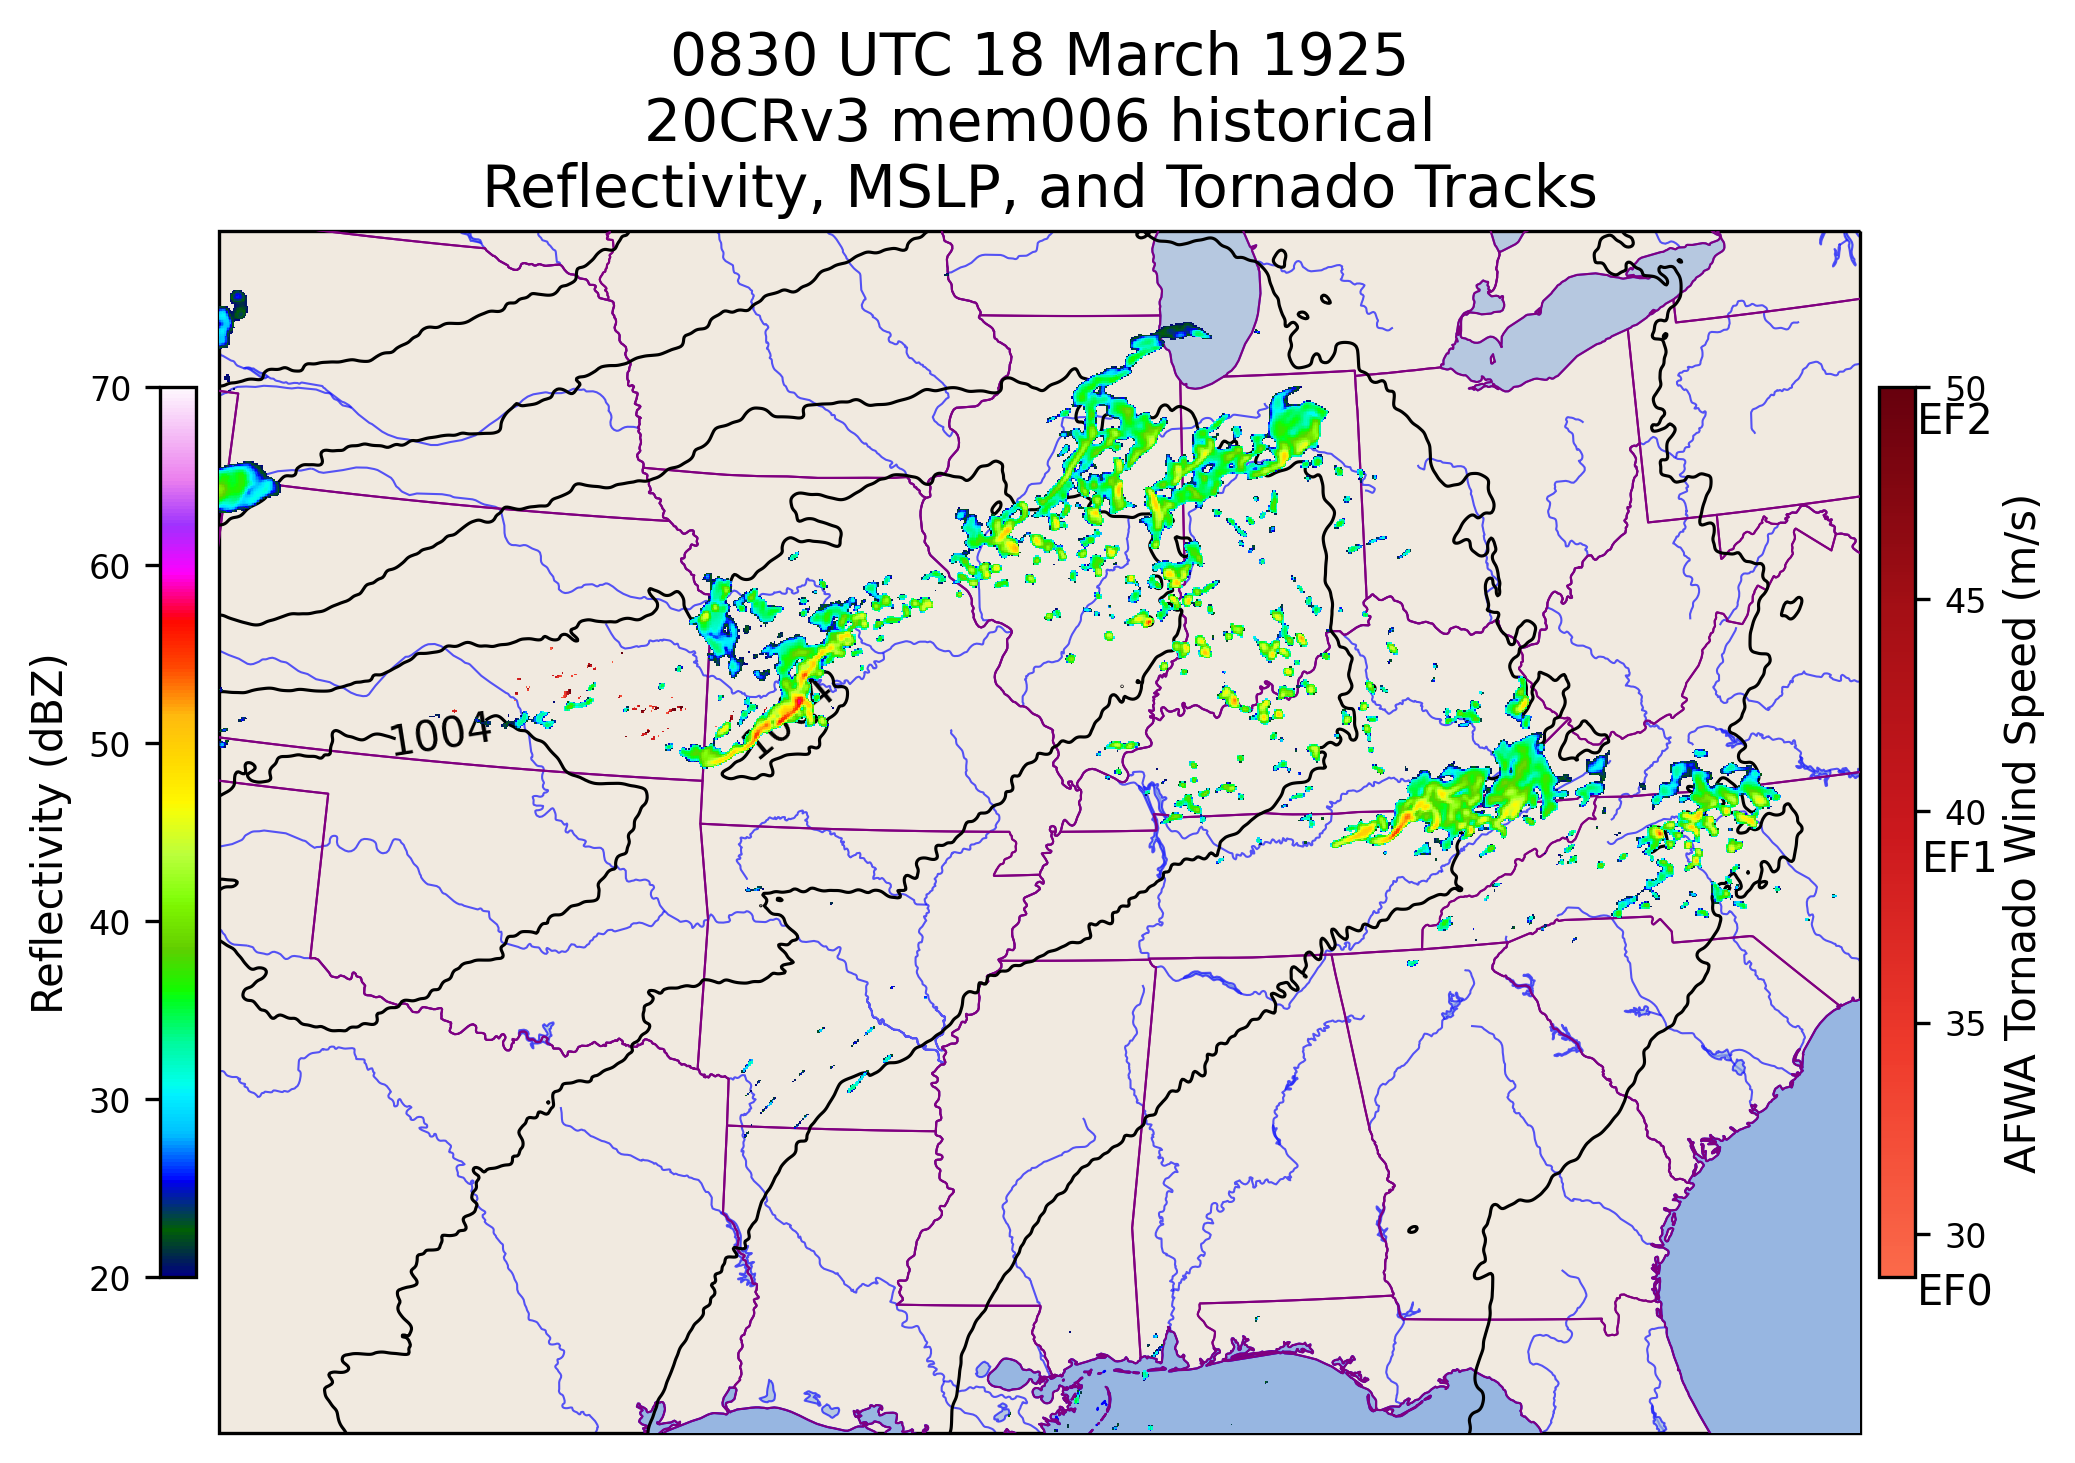 0830 UTC 18 March 1925
20CRv3 mem006 historical
Reflectivity, MSLP, and Tornado Tracks
Reflectivity (dBZ)
70
60
50
40
30
20
1004
50
EF2
45
40
EF1
35
30
EF0
AFWA Tornado Wind Speed (m/s)